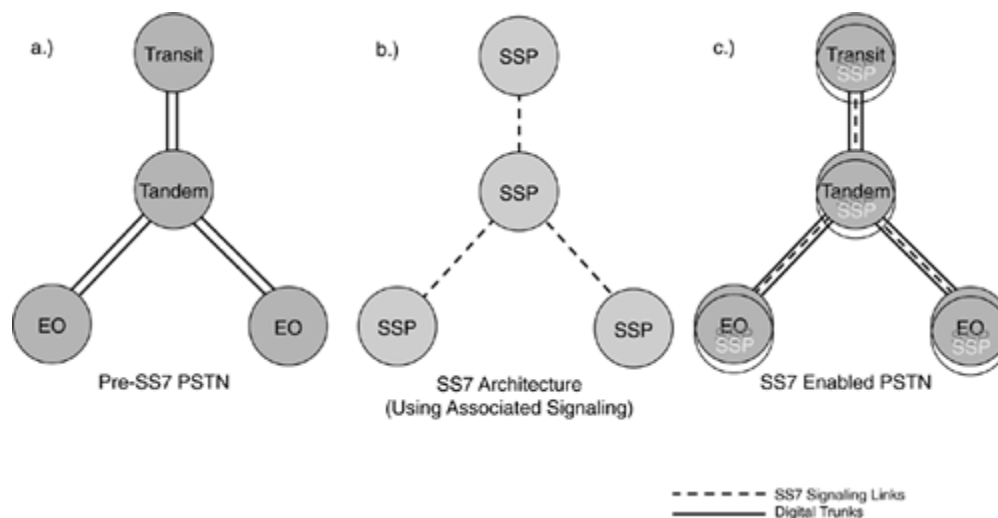 a.)
Transit
Tandem
EO
EO
Pre-SS7 PSTN
b.)
SSP
SSP
SSP
SSP
SS7 Architecture
(Using Associated Signaling)
c.)
Transit
SSP
Tandem
SSP
EO
SSP
EO
SSP
SS7 Enabled PSTN
SS7 Signaling Links
Digital Trunks